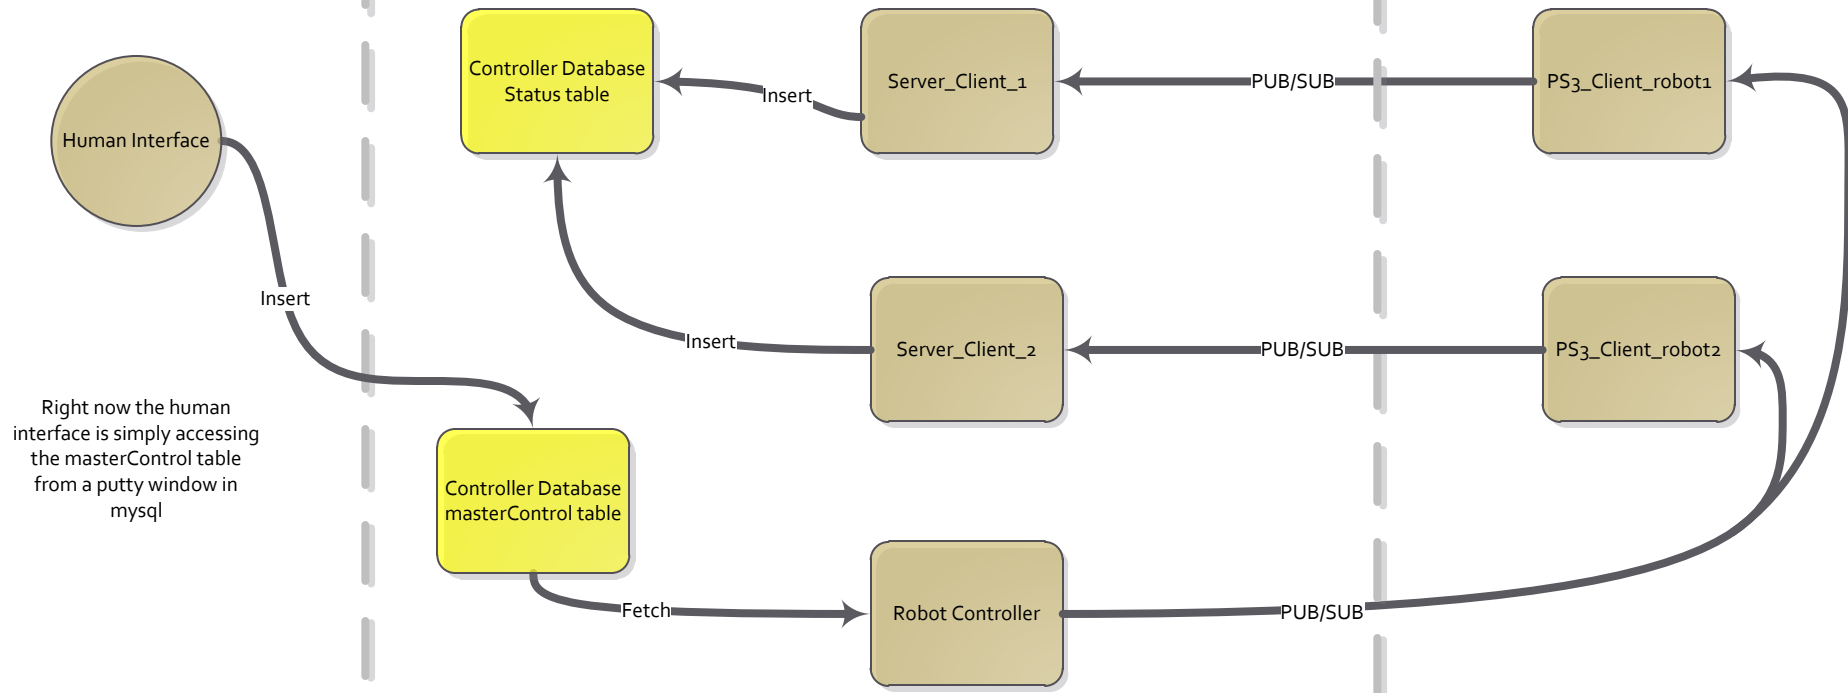 Human Interface
Insert
Right now the human
interface is simply accessing
the masterControl table
from a putty window in
mysql
Controller Database
Status table
Insert
Server_Client_1
PUB/SUB
PS3_Client_robot1
Insert
Server_Client_2
PUB/SUB
PS3_Client_robot2
Controller Database
masterControl table
Fetch
Robot Controller
PUB/SUB